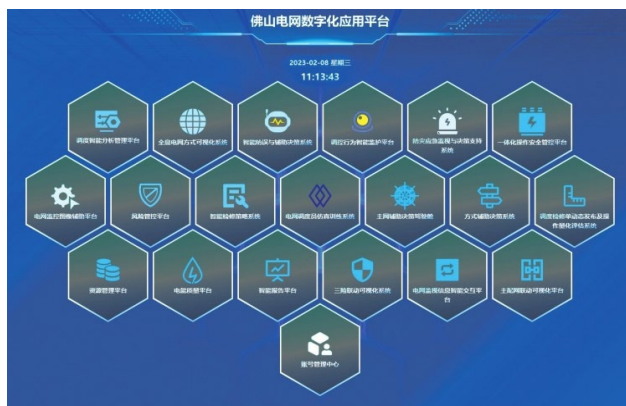 佛山电网数字化应用平台
2023-02-08 星期三
11:13:43
调度智能分析管理平台
全息电网方式可视化系统
智能防误与辅助决策系统
调控行为智能监护平台
防灾应急监视与决策支持
系统
一体化操作安全管控平台
电网监控图像辅助平台
风险管控平台
智能检修策略系统
电网调度员仿真训练系统
主网辅助决策驾驶舱
方式辅助决策系统
调度检修单动态发布及操
作量化评估系统
资源管理平台
电能质量平台
智能报告平台
三险联动可视化系统
电网监视信息智能交互平
台
主配网联动可视化平台
账号管理中心